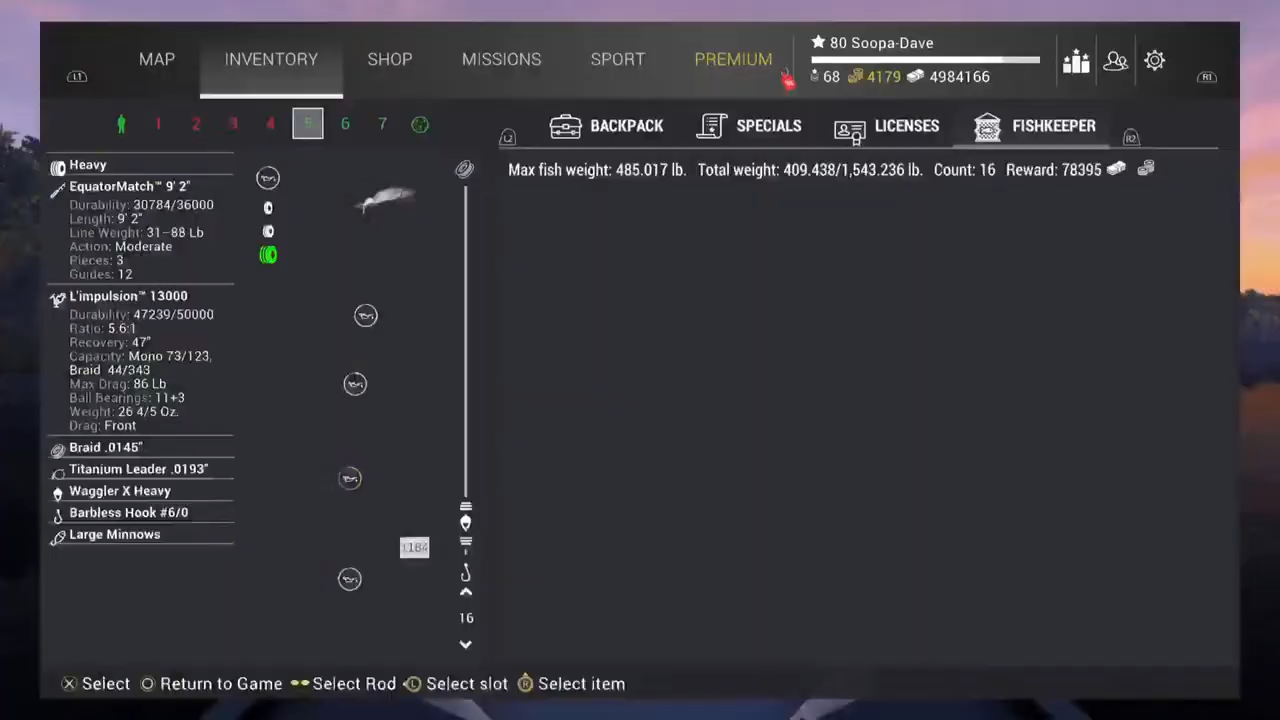 MAP INVENTORY SHOP MISSIONS SPORT PREMIUM
80 Soopa-Dave
68 4179 4984166
L1
R1
1 2 3 4 5 6 7
L2 BACKPACK SPECIALS LICENSES FISHKEEPER R2
Max fish weight: 485.017 lb. Total weight: 409.438/1,543.236 lb. Count: 16 Reward: 78395
Heavy
EquatorMatch™ 9' 2"
Durability: 30784/36000
Length: 9' 2"
Line Weight: 31–88 Lb
Action: Moderate
Pieces: 3
Guides: 12
L'impulsion™ 13000
Durability: 47239/50000
Ratio: 5.6:1
Recovery: 47"
Capacity: Mono 73/123,
Braid 44/343
Max Drag: 86 Lb
Ball Bearings: 11+3
Weight: 26 4/5 Oz.
Drag: Front
Braid .0145"
Titanium Leader .0193"
Waggler X Heavy
Barbless Hook #6/0
Large Minnows
16
Select Return to Game Select Rod L Select slot R Select item